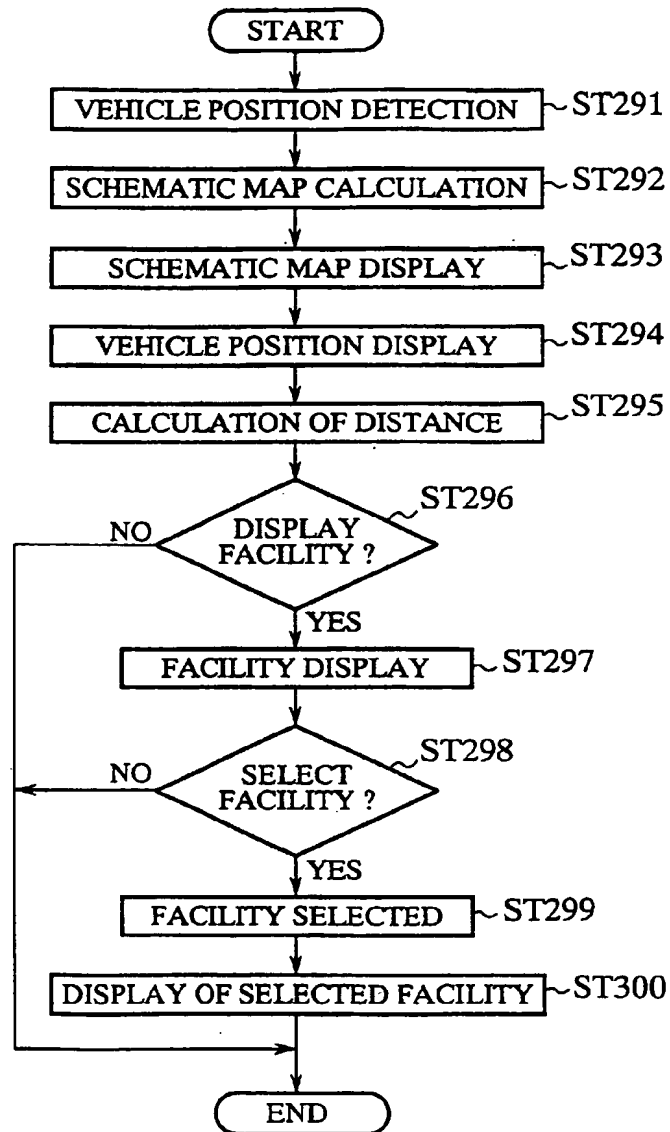 START
VEHICLE POSITION DETECTION
ST291
SCHEMATIC MAP CALCULATION
ST292
SCHEMATIC MAP DISPLAY
ST293
VEHICLE POSITION DISPLAY
ST294
CALCULATION OF DISTANCE
ST295
ST296
NO
DISPLAY
FACILITY ?
YES
FACILITY DISPLAY
ST297
ST298
NO
SELECT
FACILITY ?
YES
FACILITY SELECTED
ST299
DISPLAY OF SELECTED FACILITY
ST300
END